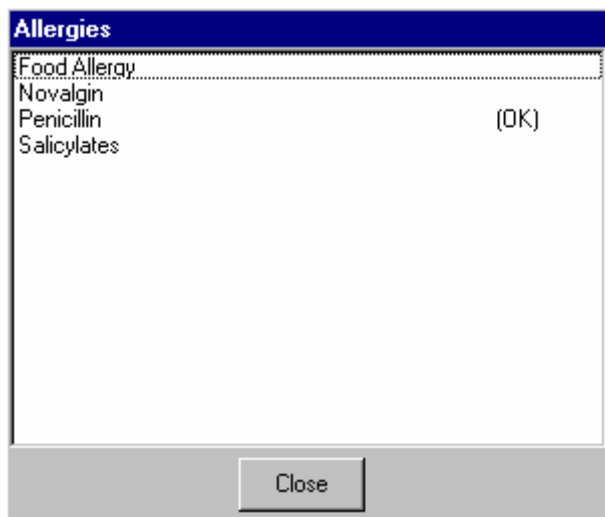 Allergies
Food Allergy
Novalgin
Penicillin (OK)
Salicylates
Close